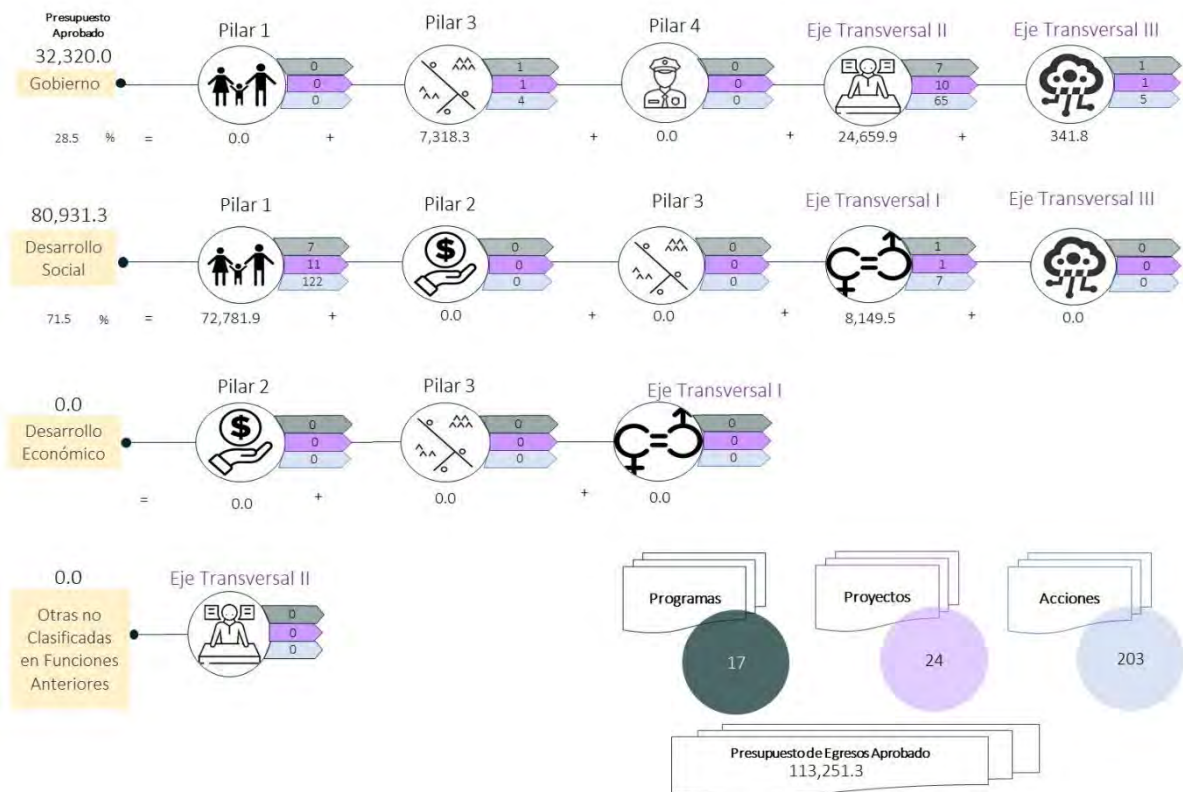 Presupuesto
Aprobado
32,320.0
Gobierno
Pilar 1
0
0
0
Pilar 3
1
1
4
Pilar 4
0
0
0
Eje Transversal II
7
10
65
Eje Transversal III
1
1
5
28.5 % = 0.0 + 7,318.3 + 0.0 + 24,659.9 + 341.8
80,931.3
Desarrollo
Social
Pilar 1
7
11
122
Pilar 2
$
0
0
0
Pilar 3
0
0
0
Eje Transversal I
1
1
7
Eje Transversal III
0
0
0
71.5 % = 72,781.9 + 0.0 + 0.0 + 8,149.5 + 0.0
0.0
Desarrollo
Económico
Pilar 2
$
0
0
0
Pilar 3
0
0
0
Eje Transversal I
0
0
0
= 0.0 + 0.0 + 0.0
0.0
Otras no
Clasificadas
en Funciones
Anteriores
Eje Transversal II
0
0
0
Programas
17
Proyectos
24
Acciones
203
Presupuesto de Egresos Aprobado
113,251.3